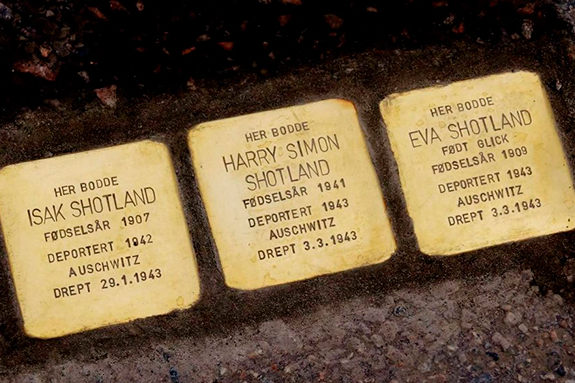 HER BODDE
ISAK SHOTLAND
FØDSELSÅR 1907
DEPORTERT 1942
AUSCHWITZ
DREPT 29.1.1943
HER BODDE
HARRY SIMON
SHOTLAND
FØDSELSÅR 1941
DEPORTERT 1943
AUSCHWITZ
DREPT 3.3.1943
HER BODDE
EVA SHOTLAND
FØDT GLICK
FØDSELSÅR 1909
DEPORTERT 1943
AUSCHWITZ
DREPT 3.3.1943